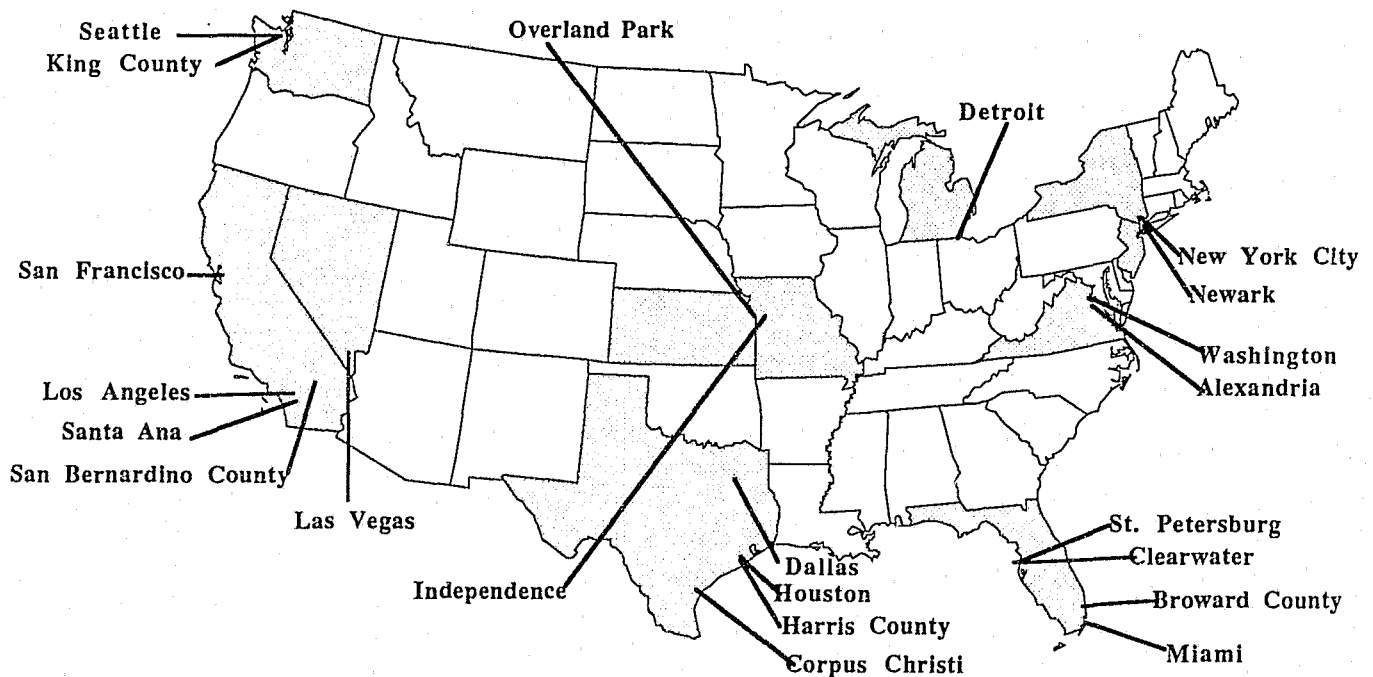 Seattle
King County
Overland Park
Detroit
San Francisco
New York City
Newark
Washington
Alexandria
Los Angeles
Santa Ana
San Bernardino County
Las Vegas
St. Petersburg
Clearwater
Independence
Dallas
Houston
Broward County
Harris County
Miami
Corpus Christi